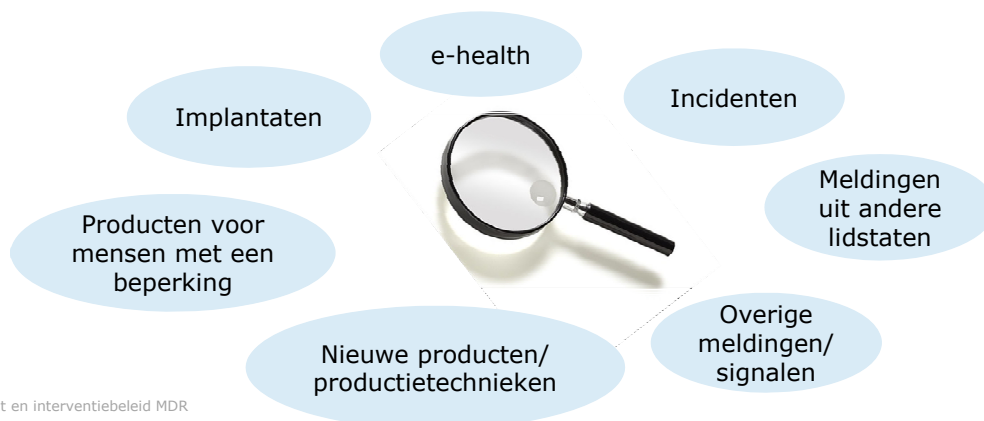 e-health
Implantaten
Incidenten
Meldingen
uit andere
lidstaten
Producten voor
mensen met een
beperking
Overige
meldingen/
signalen
Nieuwe producten/
productietechnieken
t en interventiebeleid MDR